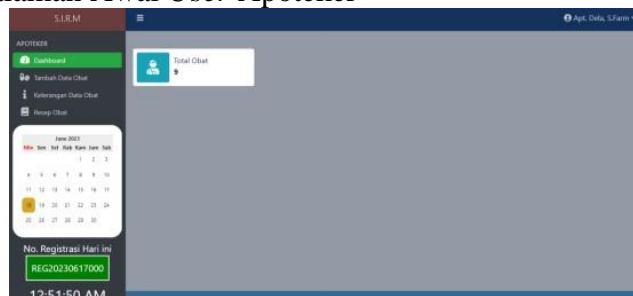 S.I.R.M
Apt. Dela, S.Farm
APOTEKER
Dashboard
Tambah Data Obat
Keterangan Data Obat
Resep Obat
Total Obat
9
June 2023
Min Sen Sel Rab Kam Jum Sab
1 2 3
4 5 6 7 8 9 10
11 12 13 14 15 16 17
18 19 20 21 22 23 24
25 26 27 28 29 30
No. Registrasi Hari ini
REG20230617000
12:51:50 AM